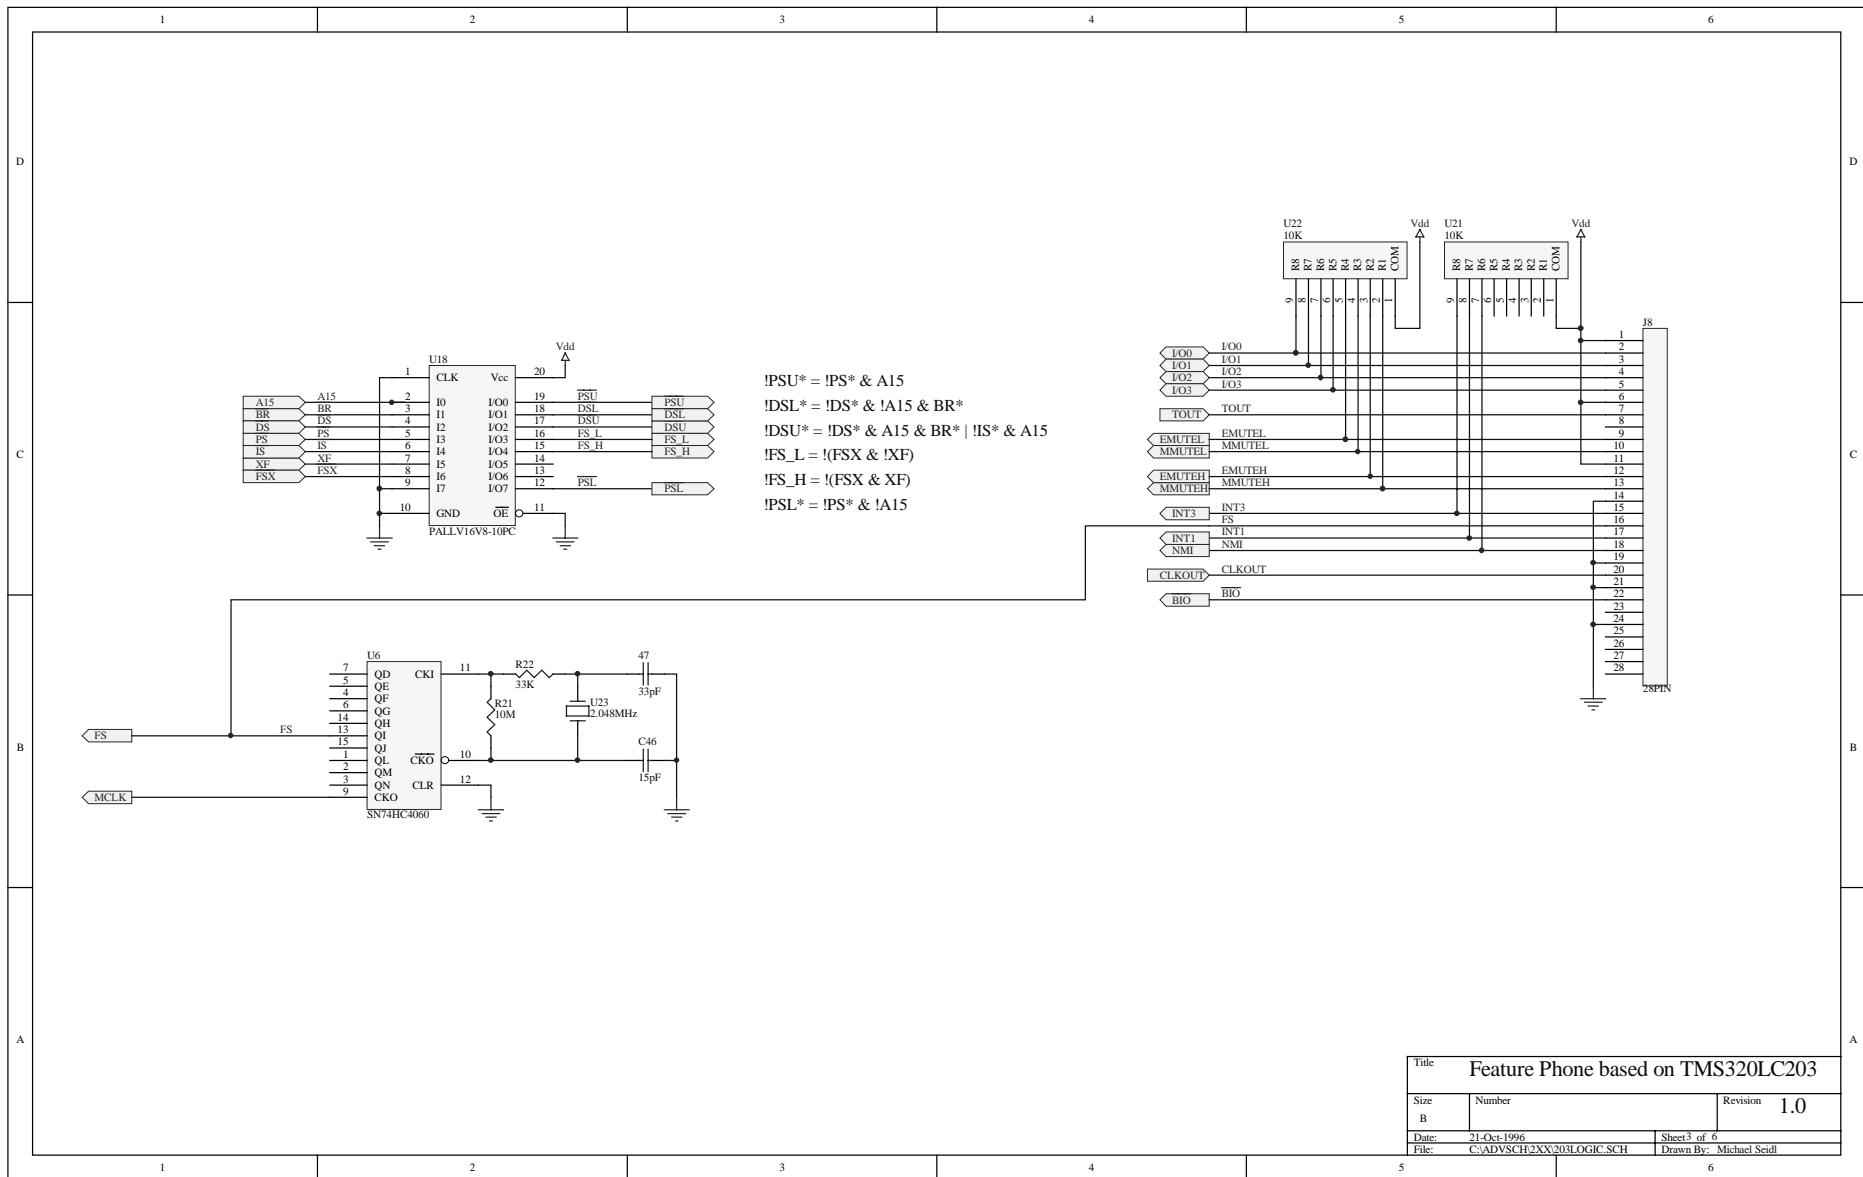 1 2 3 4 5 6
D D
C C
B B
A A
U22
10K
Vdd
R8 R7 R6 R5 R4 R3 R2 R1 COM
9 8 7 6 5 4 3 2 1
U21
10K
Vdd
R8 R7 R6 R5 R4 R3 R2 R1 COM
9 8 7 6 5 4 3 2 1
U18
Vdd
1 CLK Vcc 20
A15 A15 2 I0 I/O0 19 PSU PSU
BR BR 3 I1 I/O1 18 DSL DSL
DS DS 4 I2 I/O2 17 DSU DSU
PS PS 5 I3 I/O3 16 FS_L FS_L
IS IS 6 I4 I/O4 15 FS_H FS_H
XF XF 7 I5 I/O5 14
FSX FSX 8 I6 I/O6 13
9 I7 I/O7 12 PSL PSL
10 GND OE 11
PALLV16V8-10PC
!PSU* = !PS* & A15
!DSL* = !DS* & !A15 & BR*
!DSU* = !DS* & A15 & BR* | !IS* & A15
!FS_L = !(FSX & !XF)
!FS_H = !(FSX & XF)
!PSL* = !PS* & !A15
J8
1
I/O0 I/O0 2
I/O1 I/O1 3
I/O2 I/O2 4
I/O3 I/O3 5
6
TOUT TOUT 7
8
EMUTEL EMUTEL 9
MMUTEL MMUTEL 10
11
EMUTEH EMUTEH 12
MMUTEH MMUTEH 13
14
INT3 INT3 15
FS 16
INT1 INT1 17
NMI NMI 18
19
CLKOUT CLKOUT 20
21
BIO BIO 22
23
24
25
26
27
28
28PIN
U6
7 QD CKI 11
5 QE
4 QF
6 QG
14 QH
FS FS 13 QI
15 QJ
1 QL CKO 10
2 QM
3 QN CLR 12
MCLK 9 CKO
SN74HC4060
R22
33K
R21
10M
U23
2.048MHz
47
33pF
C46
15pF
Title Feature Phone based on TMS320LC203
Size B Number Revision 1.0
Date: 21-Oct-1996 Sheet3 of 6
File: C:\ADVSCH\2XX\203LOGIC.SCH Drawn By: Michael Seidl
1 2 3 4 5 6